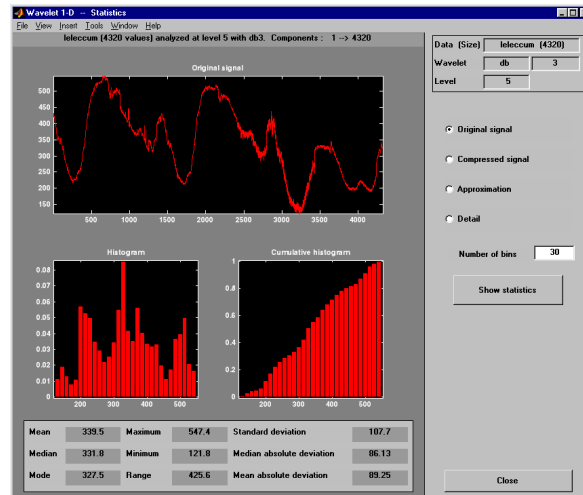 Wavelet 1-D -- Statistics
File View Insert Tools Window Help
leleccum (4320 values) analyzed at level 5 with db3. Components : 1 --> 4320
Data (Size) leleccum (4320)
Wavelet db 3
Level 5
Original signal
500
450
400
350
300
250
200
150
500 1000 1500 2000 2500 3000 3500 4000
Original signal
Compressed signal
Approximation
Detail
Number of bins 30
Show statistics
Histogram
0.08
0.07
0.06
0.05
0.04
0.03
0.02
0.01
0
200 300 400 500
Cumulative histogram
1
0.8
0.6
0.4
0.2
0
200 300 400 500
Mean 339.5 Maximum 547.4 Standard deviation 107.7
Median 331.8 Minimum 121.8 Median absolute deviation 86.13
Mode 327.5 Range 425.6 Mean absolute deviation 89.25
Close